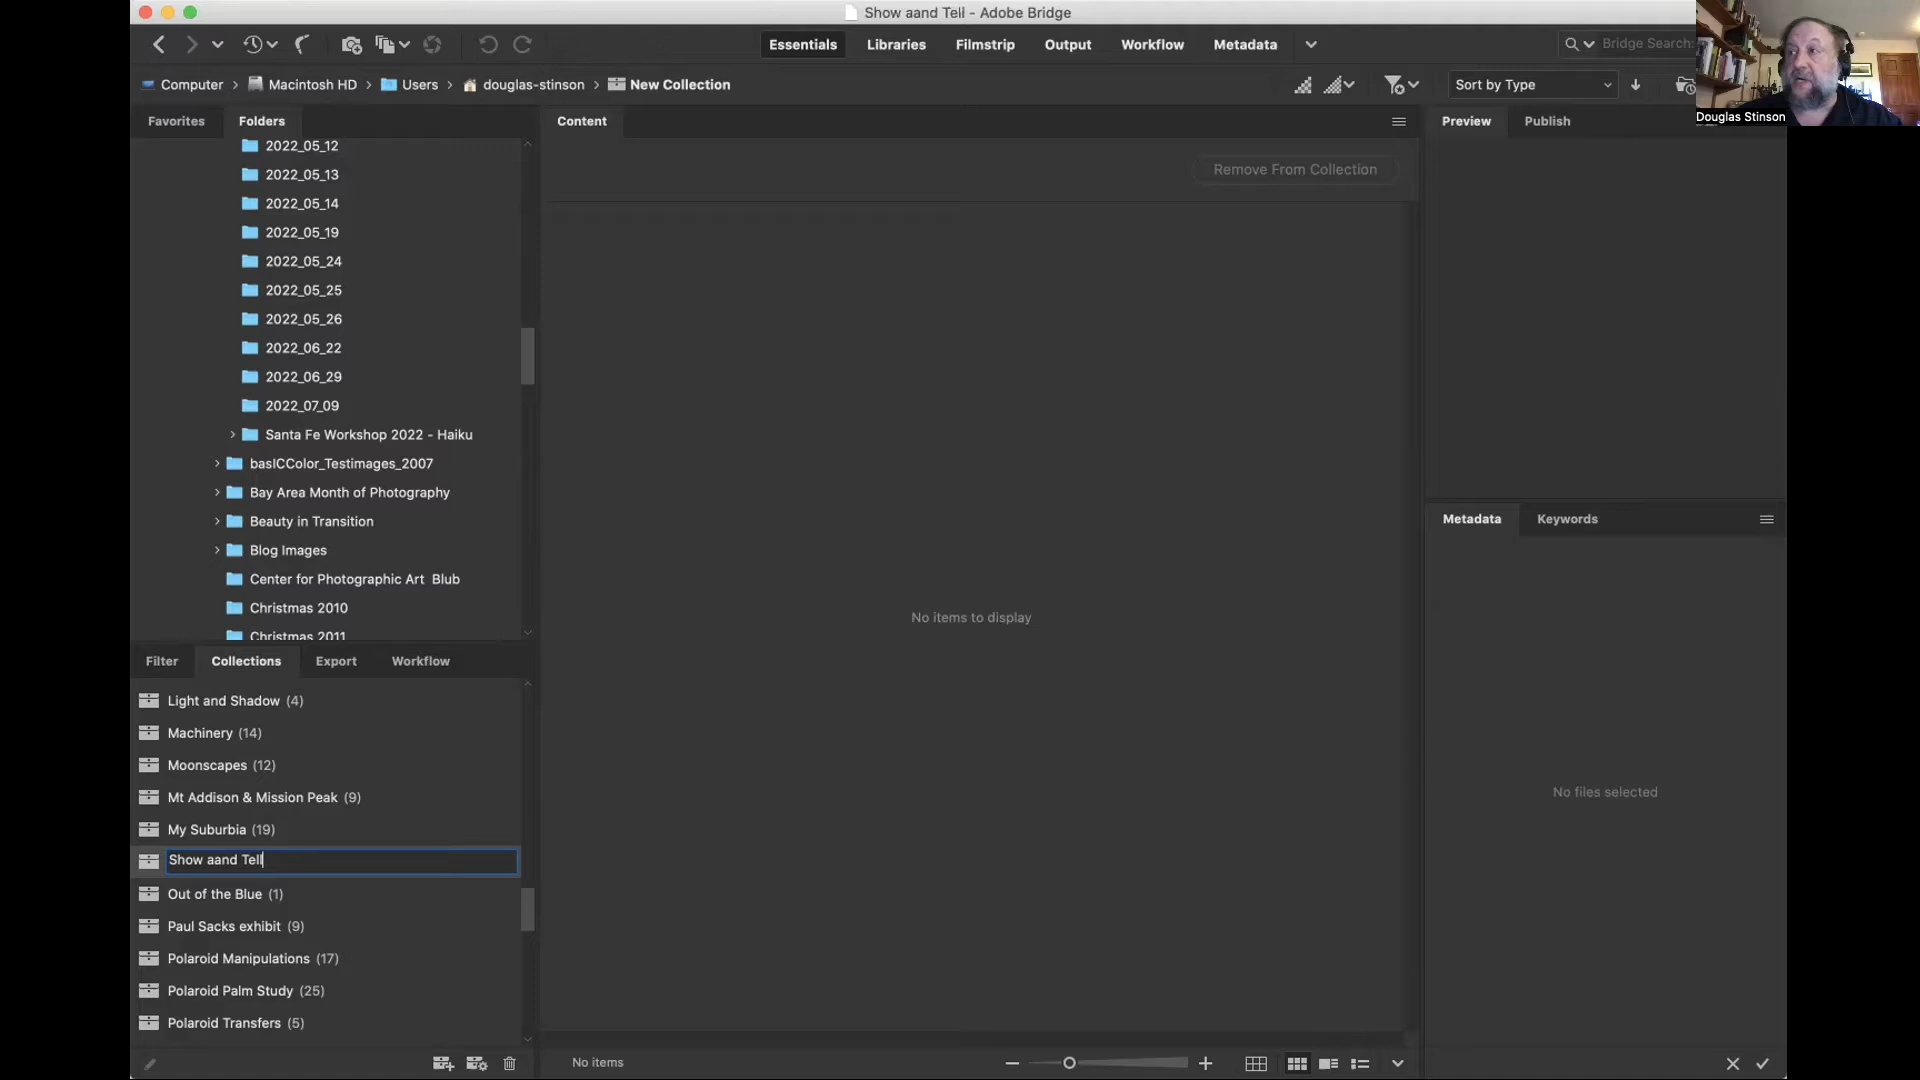 Show aand Tell - Adobe Bridge
Essentials
Libraries
Filmstrip
Output
Workflow
Metadata
Bridge Search:
Computer
Macintosh HD
Users
douglas-stinson
New Collection
Sort by Type
Douglas Stinson
Favorites
Folders
2022_05_12
2022_05_13
2022_05_14
2022_05_19
2022_05_24
2022_05_25
2022_05_26
2022_06_22
2022_06_29
2022_07_09
Santa Fe Workshop 2022 - Haiku
basICColor_Testimages_2007
Bay Area Month of Photography
Beauty in Transition
Blog Images
Center for Photographic Art  Blub
Christmas 2010
Christmas 2011
Filter
Collections
Export
Workflow
Light and Shadow (4)
Machinery (14)
Moonscapes (12)
Mt Addison & Mission Peak (9)
My Suburbia (19)
Show aand Tell
Out of the Blue (1)
Paul Sacks exhibit (9)
Polaroid Manipulations (17)
Polaroid Palm Study (25)
Polaroid Transfers (5)
Content
Remove From Collection
No items to display
No items
Preview
Publish
Metadata
Keywords
No files selected